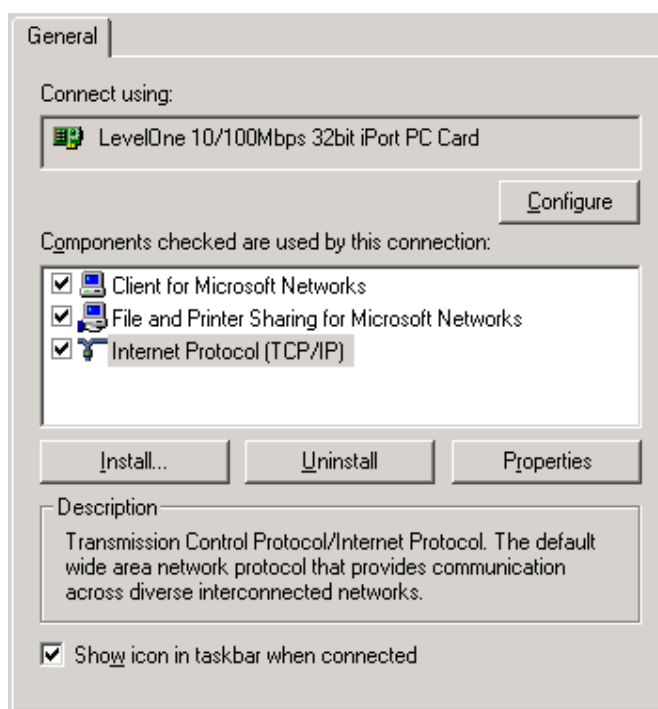 General
Connect using:
LevelOne 10/100Mbps 32bit iPort PC Card
Configure
Components checked are used by this connection:
Client for Microsoft Networks
File and Printer Sharing for Microsoft Networks
Internet Protocol (TCP/IP)
Install... Uninstall Properties
Description
Transmission Control Protocol/Internet Protocol. The default
wide area network protocol that provides communication
across diverse interconnected networks.
Show icon in taskbar when connected